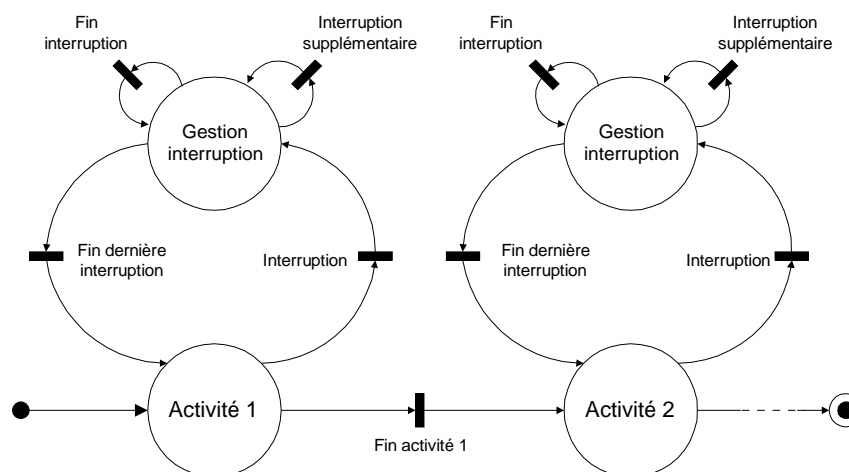 Fin
interruption
Interruption
supplémentaire
Fin
interruption
Interruption
supplémentaire
Gestion
interruption
Gestion
interruption
Fin dernière
interruption
Interruption
Fin dernière
interruption
Interruption
Activité 1
Fin activité 1
Activité 2